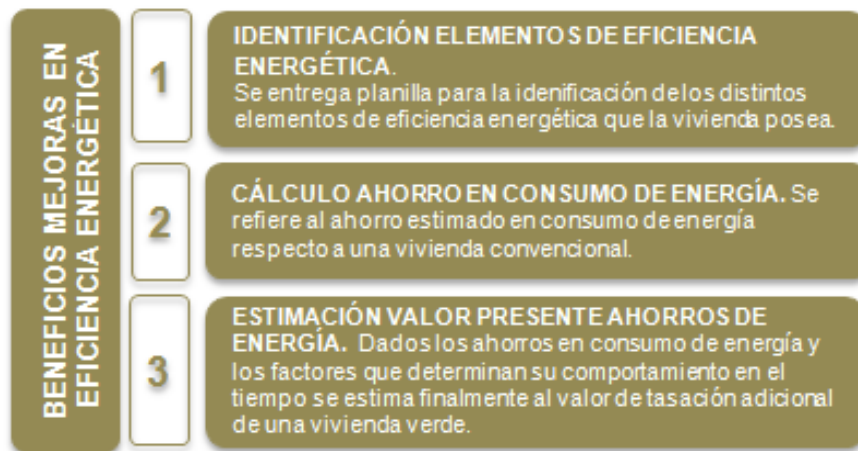 BENEFICIOS MEJORAS EN
EFICIENCIA ENERGÉTICA
1
IDENTIFICACIÓN ELEMENTOS DE EFICIENCIA
ENERGÉTICA.
Se entrega planilla para la idenificación de los distintos
elementos de eficiencia energética que la vivienda posea.
2
CÁLCULO AHORRO EN CONSUMO DE ENERGÍA. Se
refiere al ahorro estimado en consumo de energía
respecto a una vivienda convencional.
3
ESTIMACIÓN VALOR PRESENTE AHORROS DE
ENERGÍA. Dados los ahorros en consumo de energía y
los factores que determinan su comportamiento en el
tiempo se estima finalmente al valor de tasación adicional
de una vivienda verde.